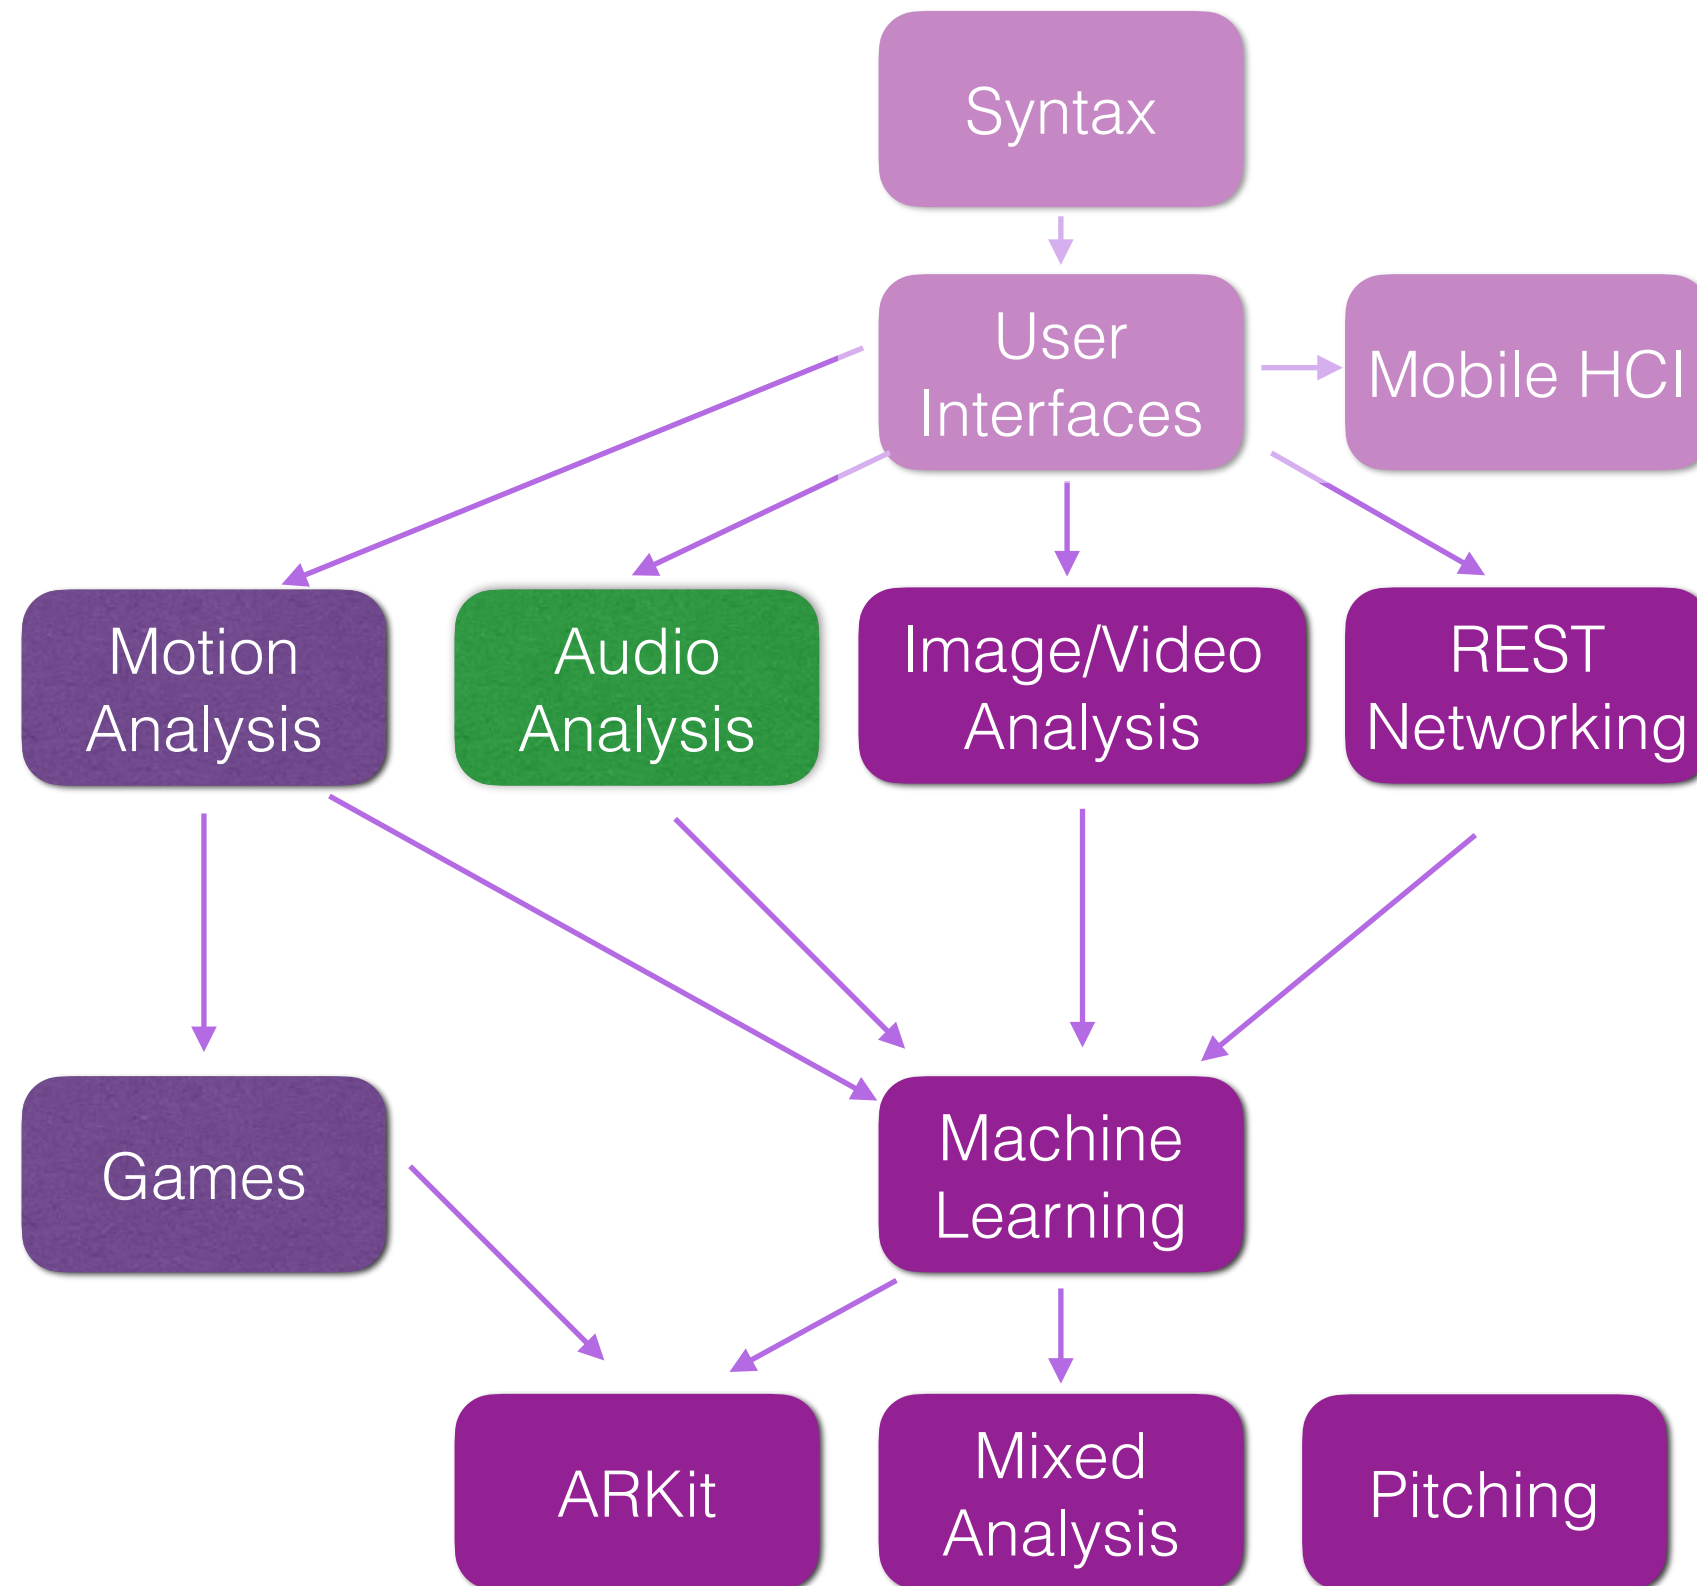 Syntax
User
Interfaces
Mobile HCI
Motion
Analysis
Audio
Analysis
Image/Video
Analysis
REST
Networking
Games
Machine
Learning
ARKit
Mixed
Analysis
Pitching